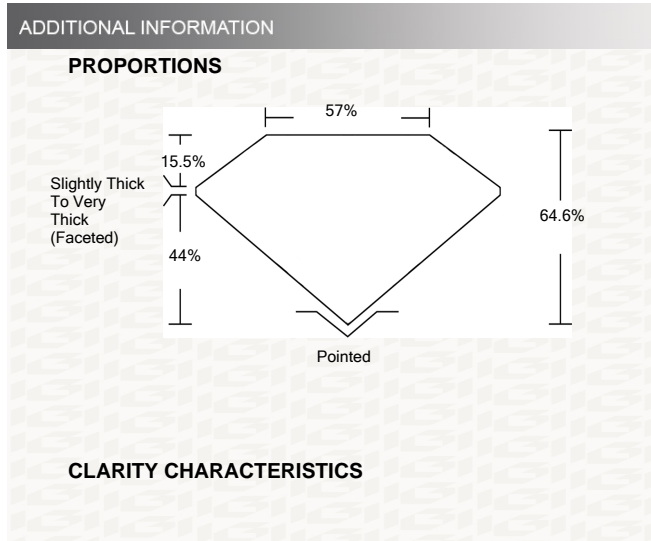 ADDITIONAL INFORMATION
PROPORTIONS
57%
15.5%
Slightly Thick
To Very
Thick
(Faceted)
64.6%
44%
Pointed
CLARITY CHARACTERISTICS